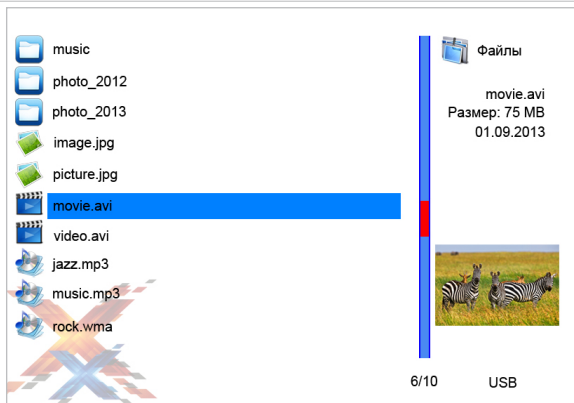 music
photo_2012
photo_2013
image.jpg
picture.jpg
movie.avi
video.avi
jazz.mp3
music.mp3
rock.wma
Файлы
movie.avi
Размер: 75 MB
01.09.2013
6/10
USB